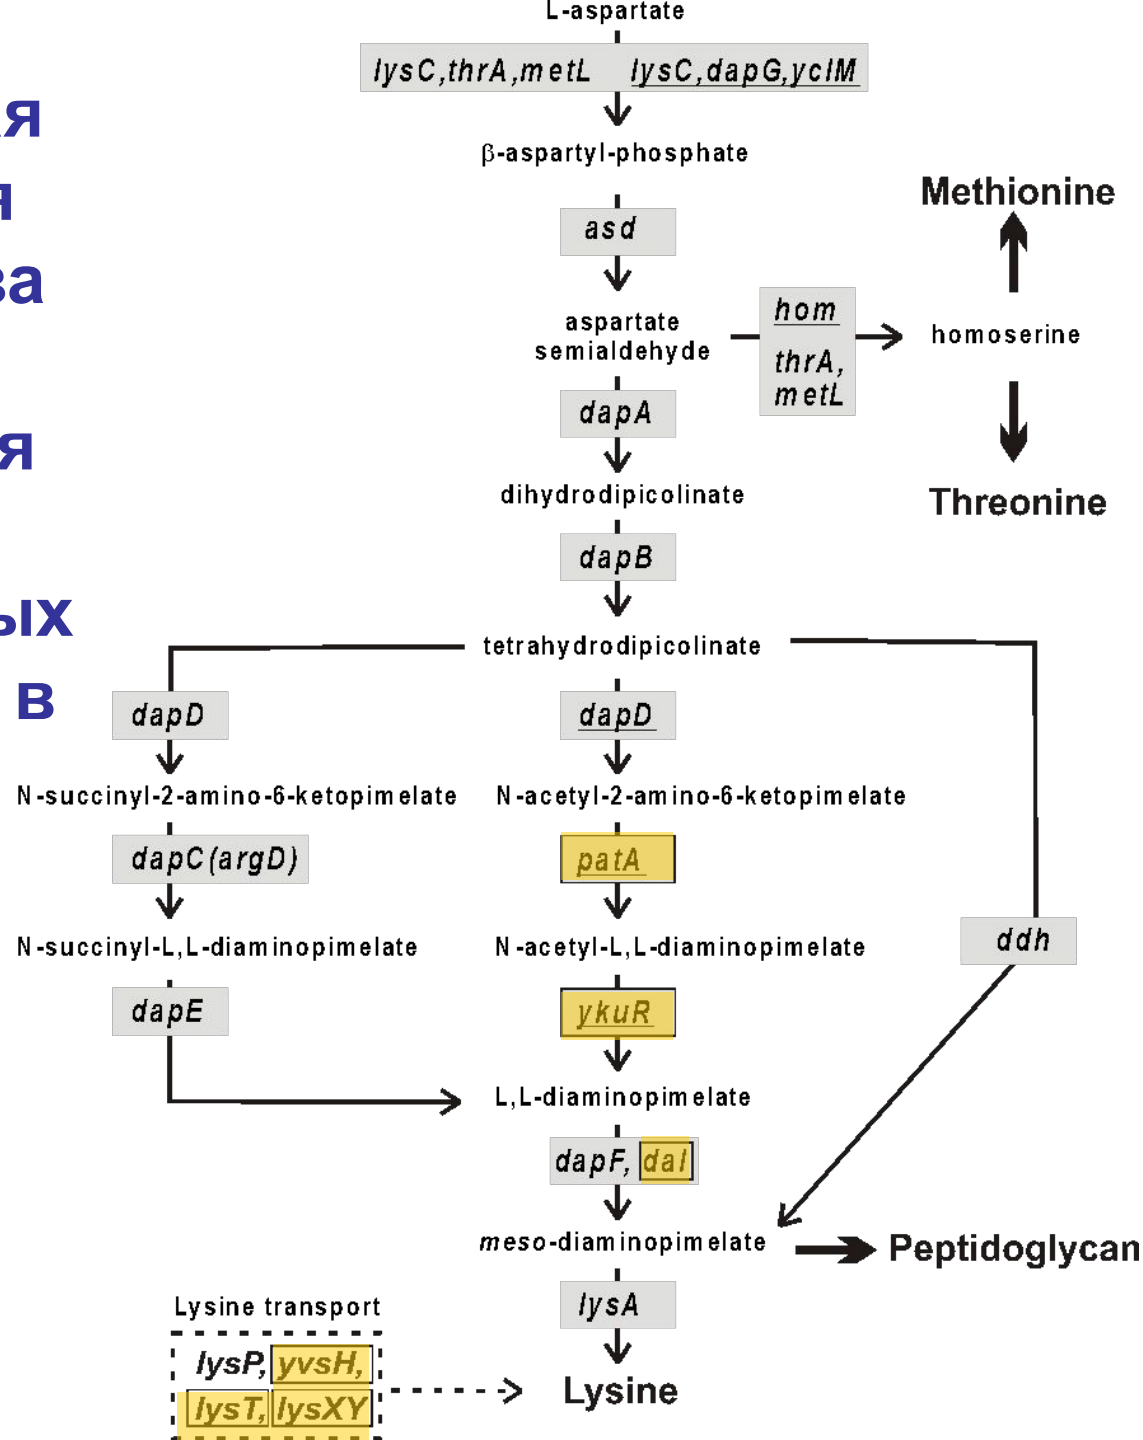 L-aspartate
lysC,thrA,metL lysC,dapG,yclM
β-aspartyl-phosphate
asd
aspartate
semialdehyde
hom
thrA,
metL
homoserine
Methionine
Threonine
dapA
dihydrodipicolinate
dapB
tetrahydrodipicolinate
dapD
dapD
N-succinyl-2-amino-6-ketopimelate
N-acetyl-2-amino-6-ketopimelate
dapC(argD)
patA
N-succinyl-L,L-diaminopimelate
N-acetyl-L,L-diaminopimelate
ddh
dapE
ykuR
L,L-diaminopimelate
dapF, dal
meso-diaminopimelate
Peptidoglycan
lysA
Lysine transport
lysP, yvsH,
lysT, lysXY
Lysine
я
ва
я
ых
в